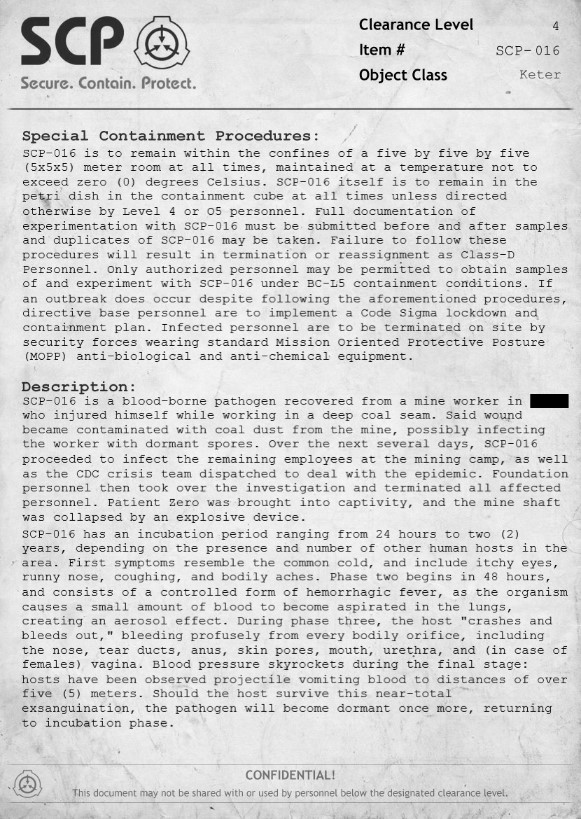 SCP
Secure. Contain. Protect.
Clearance Level 4
Item # SCP-016
Object Class Keter
Special Containment Procedures:
SCP-016 is to remain within the confines of a five by five by five
(5x5x5) meter room at all times, maintained at a temperature not to
exceed zero (0) degrees Celsius. SCP-016 itself is to remain in the
petri dish in the containment cube at all times unless directed
otherwise by Level 4 or O5 personnel. Full documentation of
experimentation with SCP-016 must be submitted before and after samples
and duplicates of SCP-016 may be taken. Failure to follow these
procedures will result in termination or reassignment as Class-D
Personnel. Only authorized personnel may be permitted to obtain samples
of and experiment with SCP-016 under BC-L5 containment conditions. If
an outbreak does occur despite following the aforementioned procedures,
directive base personnel are to implement a Code Sigma lockdown and
containment plan. Infected personnel are to be terminated on site by
security forces wearing standard Mission Oriented Protective Posture
(MOPP) anti-biological and anti-chemical equipment.
Description:
SCP-016 is a blood-borne pathogen recovered from a mine worker in
who injured himself while working in a deep coal seam. Said wound
became contaminated with coal dust from the mine, possibly infecting
the worker with dormant spores. Over the next several days, SCP-016
proceeded to infect the remaining employees at the mining camp, as well
as the CDC crisis team dispatched to deal with the epidemic. Foundation
personnel then took over the investigation and terminated all affected
personnel. Patient Zero was brought into captivity, and the mine shaft
was collapsed by an explosive device.
SCP-016 has an incubation period ranging from 24 hours to two (2)
years, depending on the presence and number of other human hosts in the
area. First symptoms resemble the common cold, and include itchy eyes,
runny nose, coughing, and bodily aches. Phase two begins in 48 hours,
and consists of a controlled form of hemorrhagic fever, as the organism
causes a small amount of blood to become aspirated in the lungs,
creating an aerosol effect. During phase three, the host "crashes and
bleeds out," bleeding profusely from every bodily orifice, including
the nose, tear ducts, anus, skin pores, mouth, urethra, and (in case of
females) vagina. Blood pressure skyrockets during the final stage:
hosts have been observed projectile vomiting blood to distances of over
five (5) meters. Should the host survive this near-total
exsanguination, the pathogen will become dormant once more, returning
to incubation phase.
CONFIDENTIAL!
This document may not be shared with or used by personnel below the designated clearance level.